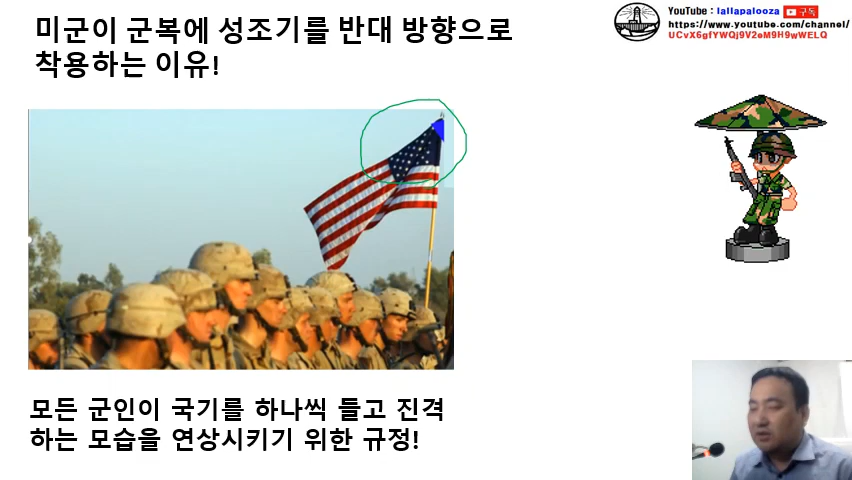 미군이 군복에 성조기를 반대 방향으로
착용하는 이유!
YouTube : lallapalooza 구독
https://www.youtube.com/channel/
UCvX6gfYWQj9V2eM9H9wWELQ
모든 군인이 국기를 하나씩 들고 진격
하는 모습을 연상시키기 위한 규정!